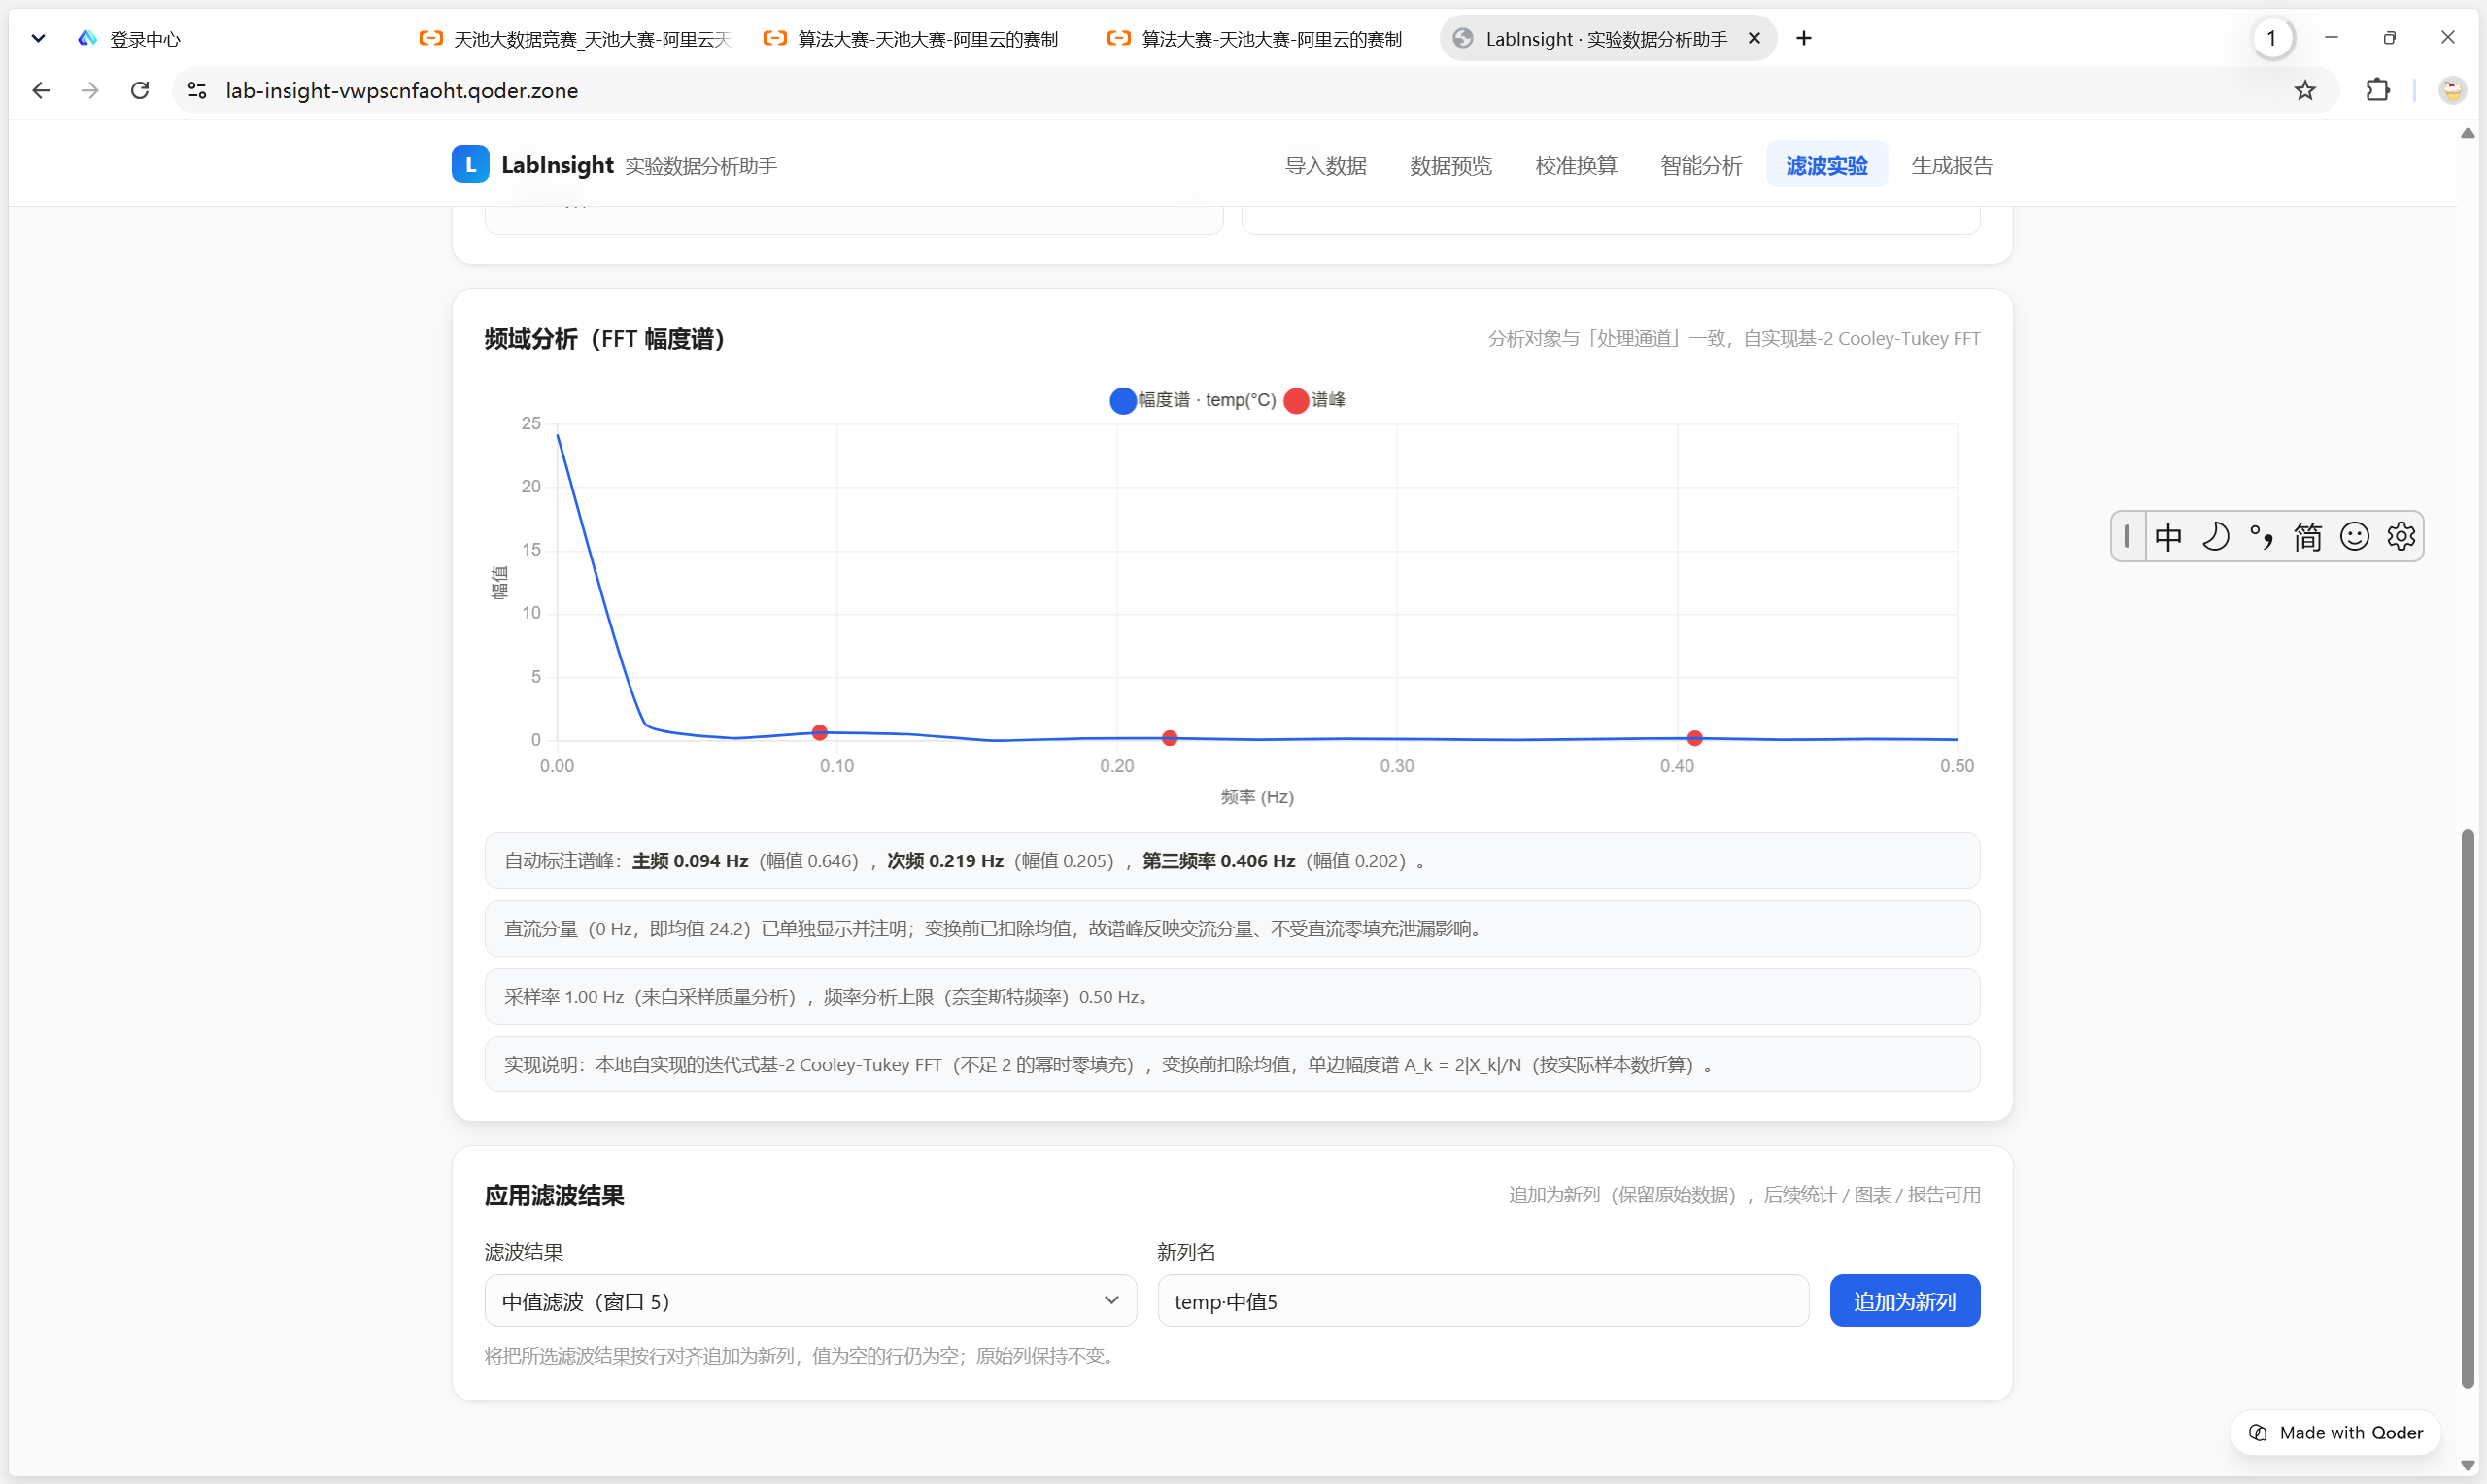 登录中心
天池大数据竞赛_天池大赛-阿里云天
算法大赛-天池大赛-阿里云的赛制
算法大赛-天池大赛-阿里云的赛制
LabInsight · 实验数据分析助手
1
lab-insight-vwpscnfaoht.qoder.zone
L LabInsight 实验数据分析助手
导入数据 数据预览 校准换算 智能分析 滤波实验 生成报告
频域分析（FFT 幅度谱）
分析对象与「处理通道」一致，自实现基-2 Cooley-Tukey FFT
幅度谱 · temp(°C) 谱峰
25
20
15
10
5
0
幅值
0.00 0.10 0.20 0.30 0.40 0.50
频率 (Hz)
自动标注谱峰：主频 0.094 Hz（幅值 0.646），次频 0.219 Hz（幅值 0.205），第三频率 0.406 Hz（幅值 0.202）。
直流分量（0 Hz，即均值 24.2）已单独显示并注明；变换前已扣除均值，故谱峰反映交流分量、不受直流零填充泄漏影响。
采样率 1.00 Hz（来自采样质量分析），频率分析上限（奈奎斯特频率）0.50 Hz。
实现说明：本地自实现的迭代式基-2 Cooley-Tukey FFT（不足 2 的幂时零填充），变换前扣除均值，单边幅度谱 A_k = 2|X_k|/N（按实际样本数折算）。
应用滤波结果
追加为新列（保留原始数据），后续统计 / 图表 / 报告可用
滤波结果
新列名
中值滤波（窗口 5）
temp·中值5
追加为新列
将把所选滤波结果按行对齐追加为新列，值为空的行仍为空；原始列保持不变。
中 °, 简
Made with Qoder